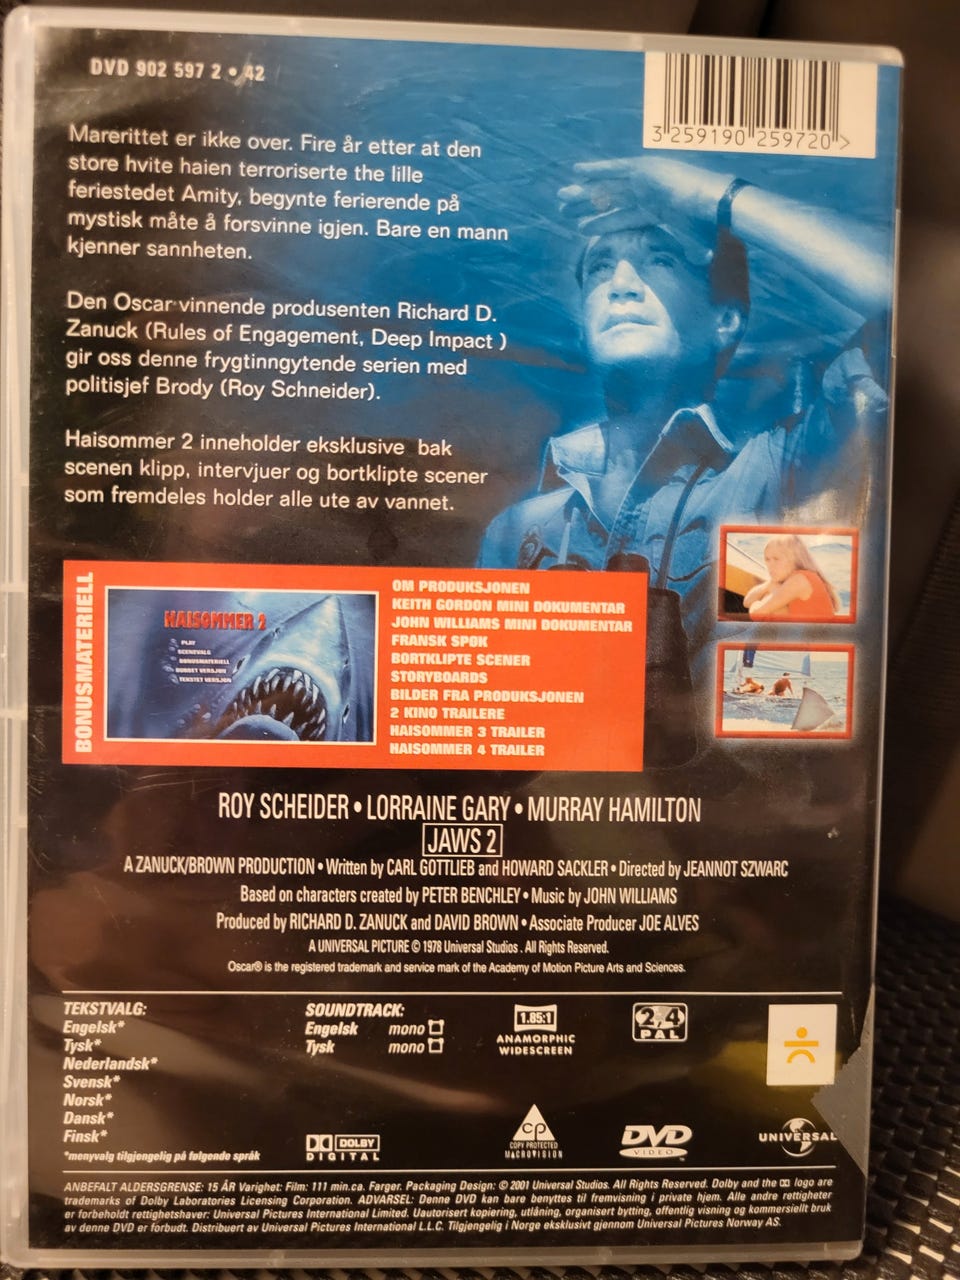 DVD 902 597 2 • 42
3 259190 259720 >
Marerittet er ikke over. Fire år etter at den
store hvite haien terroriserte the lille
feriestedet Amity, begynte ferierende på
mystisk måte å forsvinne igjen. Bare en mann
kjenner sannheten.
Den Oscar vinnende produsenten Richard D.
Zanuck (Rules of Engagement, Deep Impact )
gir oss denne frygtinngytende serien med
politisjef Brody (Roy Schneider).
Haisommer 2 inneholder eksklusive bak
scenen klipp, intervjuer og bortklipte scener
som fremdeles holder alle ute av vannet.
BONUSMATERIELL
HAISOMMER 2
PLAY
SCENEVALG
BONUSMATERIELL
DUBBET VERSJON
TEKSTET VERSJON
OM PRODUKSJONEN
KEITH GORDON MINI DOKUMENTAR
JOHN WILLIAMS MINI DOKUMENTAR
FRANSK SPØK
BORTKLIPTE SCENER
STORYBOARDS
BILDER FRA PRODUKSJONEN
2 KINO TRAILERE
HAISOMMER 3 TRAILER
HAISOMMER 4 TRAILER
ROY SCHEIDER • LORRAINE GARY • MURRAY HAMILTON
JAWS 2
A ZANUCK/BROWN PRODUCTION • Written by CARL GOTTLIEB and HOWARD SACKLER • Directed by JEANNOT SZWARC
Based on characters created by PETER BENCHLEY • Music by JOHN WILLIAMS
Produced by RICHARD D. ZANUCK and DAVID BROWN • Associate Producer JOE ALVES
A UNIVERSAL PICTURE © 1978 Universal Studios . All Rights Reserved.
Oscar® is the registered trademark and service mark of the Academy of Motion Picture Arts and Sciences.
TEKSTVALG:
Engelsk*
Tysk*
Nederlandsk*
Svensk*
Norsk*
Dansk*
Finsk*
*menyvalg tilgjengelig på følgende språk
SOUNDTRACK:
Engelsk mono
Tysk mono
1.85:1
ANAMORPHIC
WIDESCREEN
2,4
PAL
DOLBY
DIGITAL
CP
COPY PROTECTED
MACROVISION
DVD
VIDEO
UNIVERSAL
ANBEFALT ALDERSGRENSE: 15 ÅR Varighet: Film: 111 min.ca. Farger. Packaging Design: © 2001 Universal Studios. All Rights Reserved. Dolby and the logo are
trademarks of Dolby Laboratories Licensing Corporation. ADVARSEL: Denne DVD kan bare benyttes til fremvisning i private hjem. Alle andre rettigheter
er forbeholdt rettighetshaver: Universal Pictures International Limited. Uautorisert kopiering, utlåning, organisert bytting, offentlig visning og kommersiellt bruk
av denne DVD er forbudt. Distribuert av Universal Pictures International L.L.C. Tilgjengelig i Norge eksklusivt gjennom Universal Pictures Norway AS.